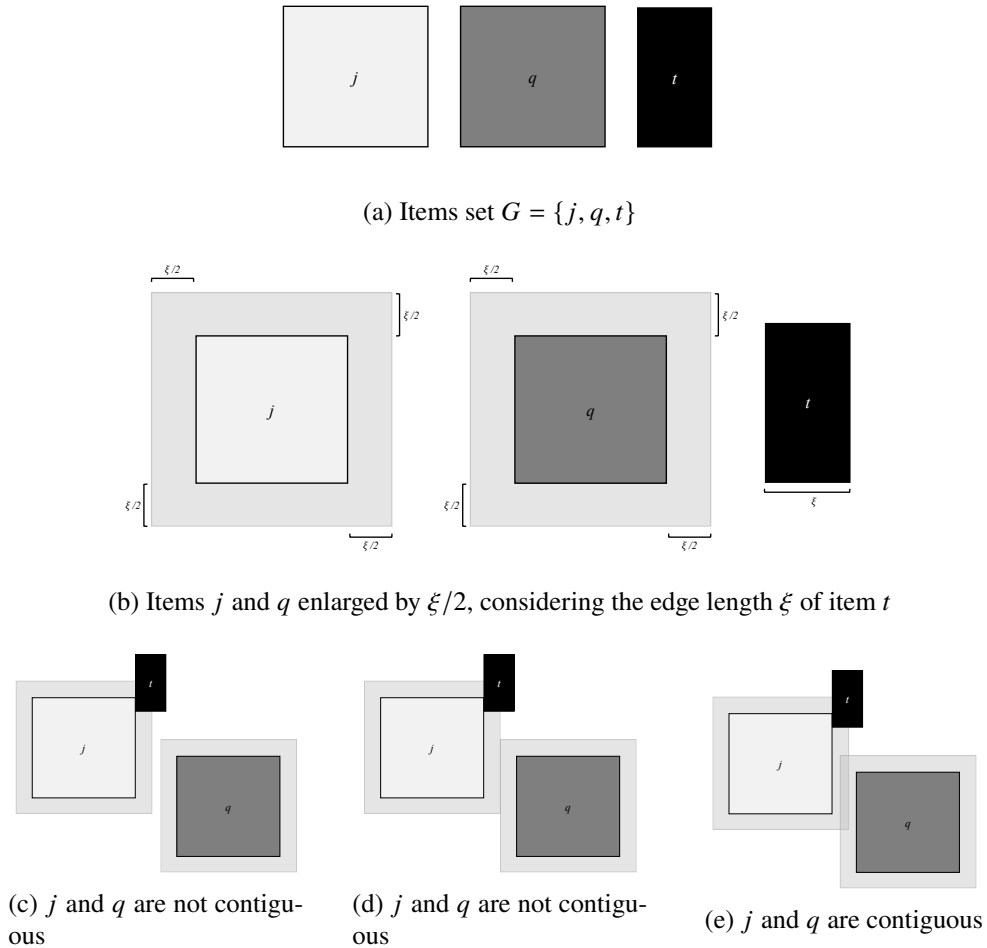 j q t
(a) Items set G = {j, q, t}
ξ/2 ξ/2
ξ/2 ξ/2
j q t
ξ/2 ξ/2 ξ
ξ/2 ξ/2
(b) Items j and q enlarged by ξ/2, considering the edge length ξ of item t
t t t
j j j
q q q
(c) j and q are not contigu-
ous
(d) j and q are not contigu-
ous
(e) j and q are contiguous